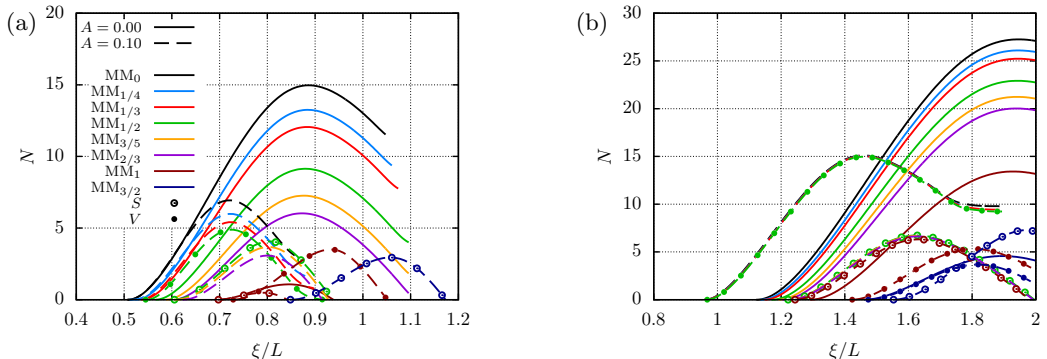 (a)
N
20
15
10
5
0
A = 0.00
A = 0.10
MM0
MM1/4
MM1/3
MM1/2
MM3/5
MM2/3
MM1
MM3/2
S
V
0.4 0.5 0.6 0.7 0.8 0.9 1 1.1 1.2
ξ/L
(b)
N
30
25
20
15
10
5
0
0.8 1 1.2 1.4 1.6 1.8 2
ξ/L